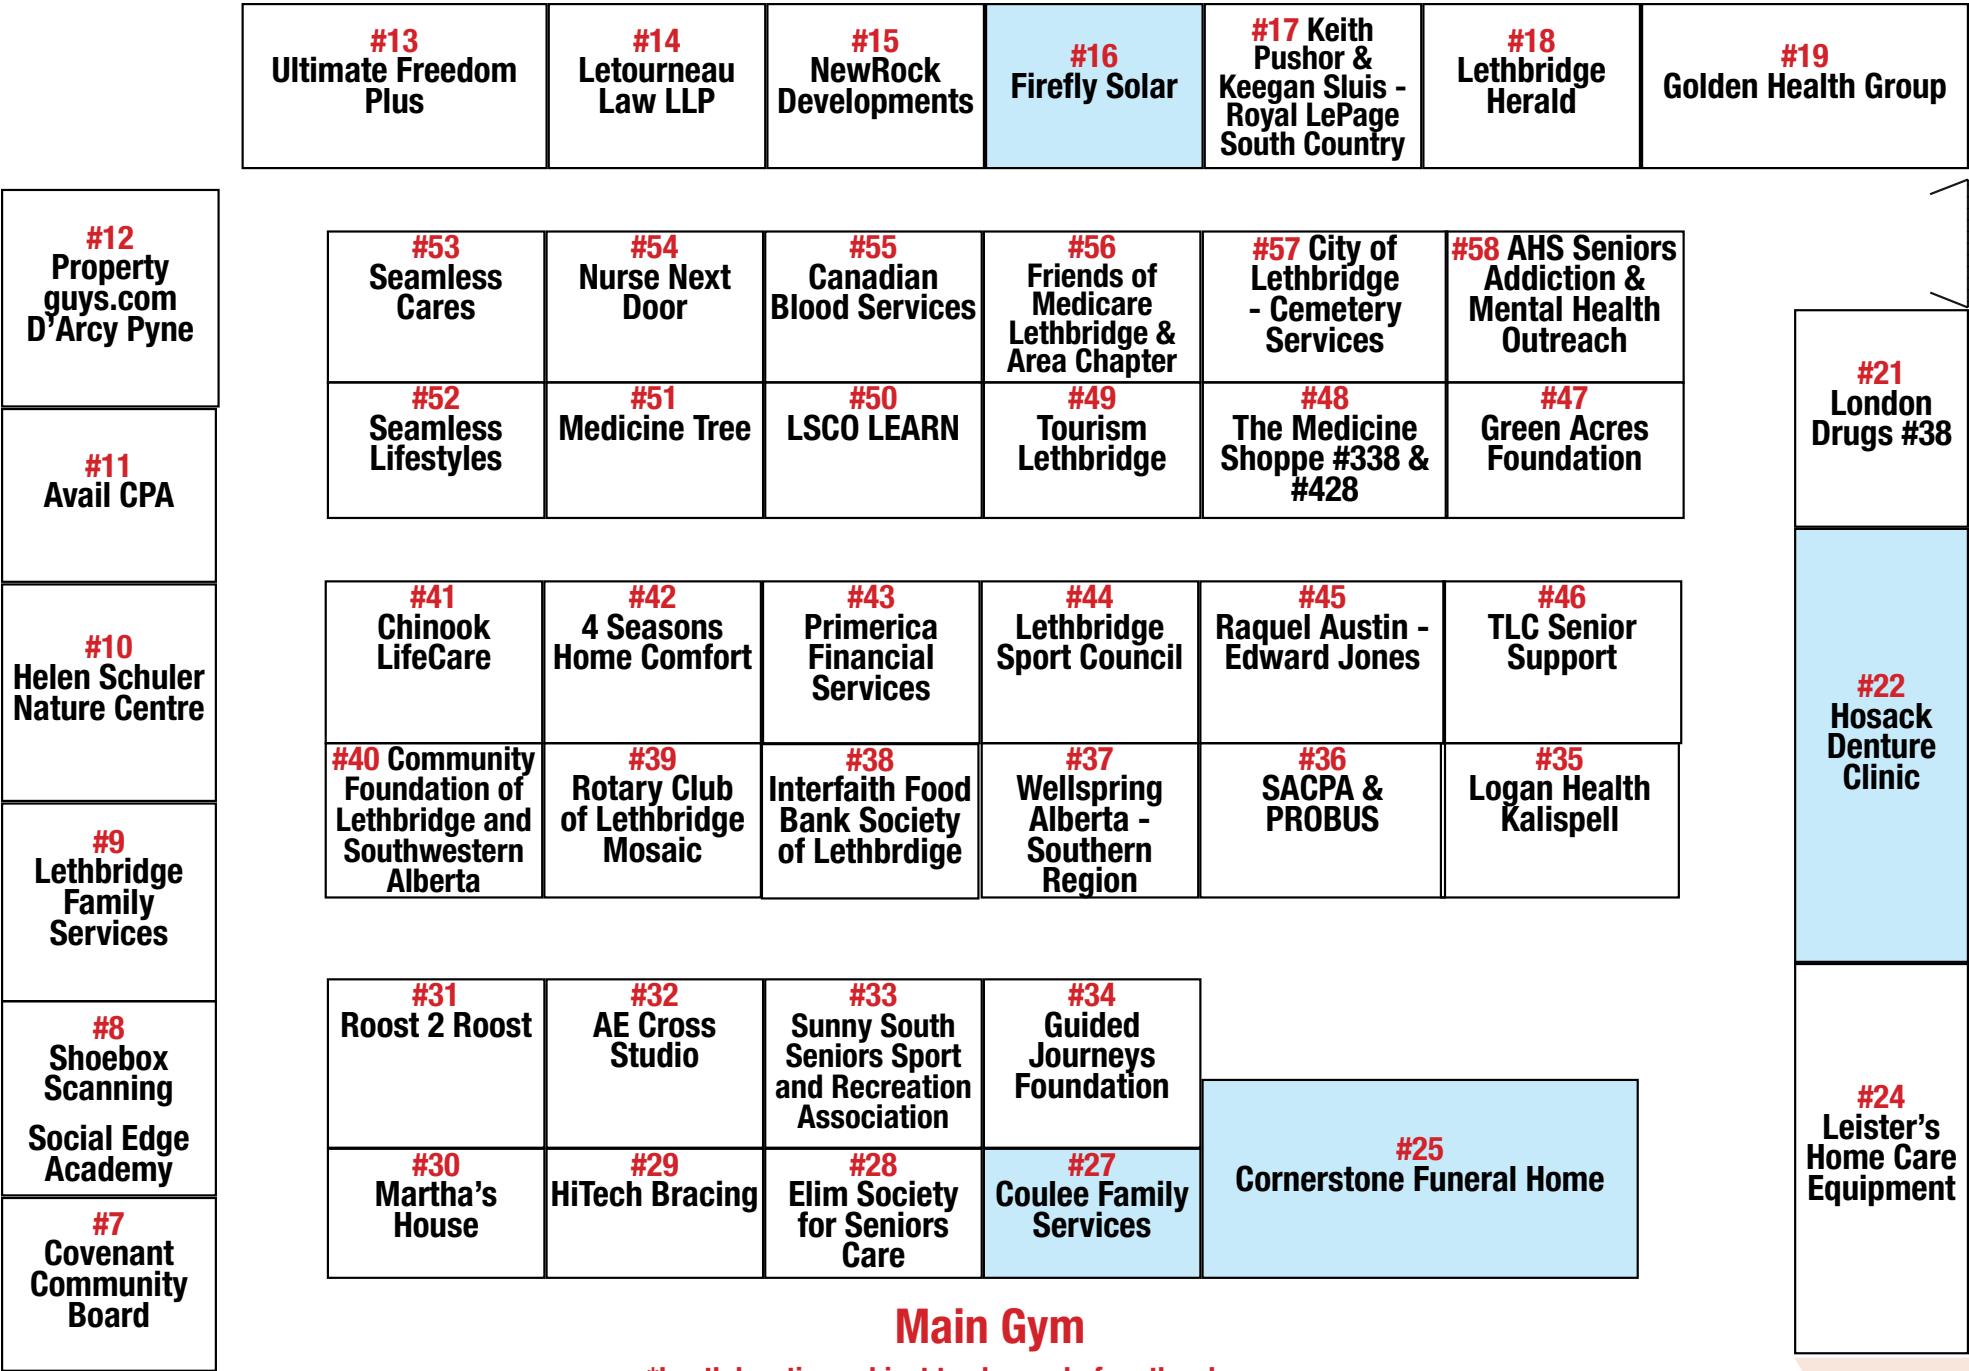 #13
Ultimate Freedom
Plus
#14
Letourneau
Law LLP
#15
NewRock
Developments
#16
Firefly Solar
#17 Keith
Pushor &
Keegan Sluis -
Royal LePage
South Country
#18
Lethbridge
Herald
#19
Golden Health Group
#12
Property
guys.com
D'Arcy Pyne
#11
Avail CPA
#10
Helen Schuler
Nature Centre
#9
Lethbridge
Family
Services
#8
Shoebox
Scanning
Social Edge
Academy
#7
Covenant
Community
Board
#53
Seamless
Cares
#54
Nurse Next
Door
#55
Canadian
Blood Services
#56
Friends of
Medicare
Lethbridge &
Area Chapter
#57 City of
Lethbridge
- Cemetery
Services
#58 AHS Seniors
Addiction &
Mental Health
Outreach
#52
Seamless
Lifestyles
#51
Medicine Tree
#50
LSCO LEARN
#49
Tourism
Lethbridge
#48
The Medicine
Shoppe #338 &
#428
#47
Green Acres
Foundation
#41
Chinook
LifeCare
#42
4 Seasons
Home Comfort
#43
Primerica
Financial
Services
#44
Lethbridge
Sport Council
#45
Raquel Austin -
Edward Jones
#46
TLC Senior
Support
#40 Community
Foundation of
Lethbridge and
Southwestern
Alberta
#39
Rotary Club
of Lethbridge
Mosaic
#38
Interfaith Food
Bank Society
of Lethbrdige
#37
Wellspring
Alberta -
Southern
Region
#36
SACPA &
PROBUS
#35
Logan Health
Kalispell
#31
Roost 2 Roost
#32
AE Cross
Studio
#33
Sunny South
Seniors Sport
and Recreation
Association
#34
Guided
Journeys
Foundation
#30
Martha's
House
#29
HiTech Bracing
#28
Elim Society
for Seniors
Care
#27
Coulee Family
Services
#25
Cornerstone Funeral Home
#21
London
Drugs #38
#22
Hosack
Denture
Clinic
#24
Leister's
Home Care
Equipment
Main Gym